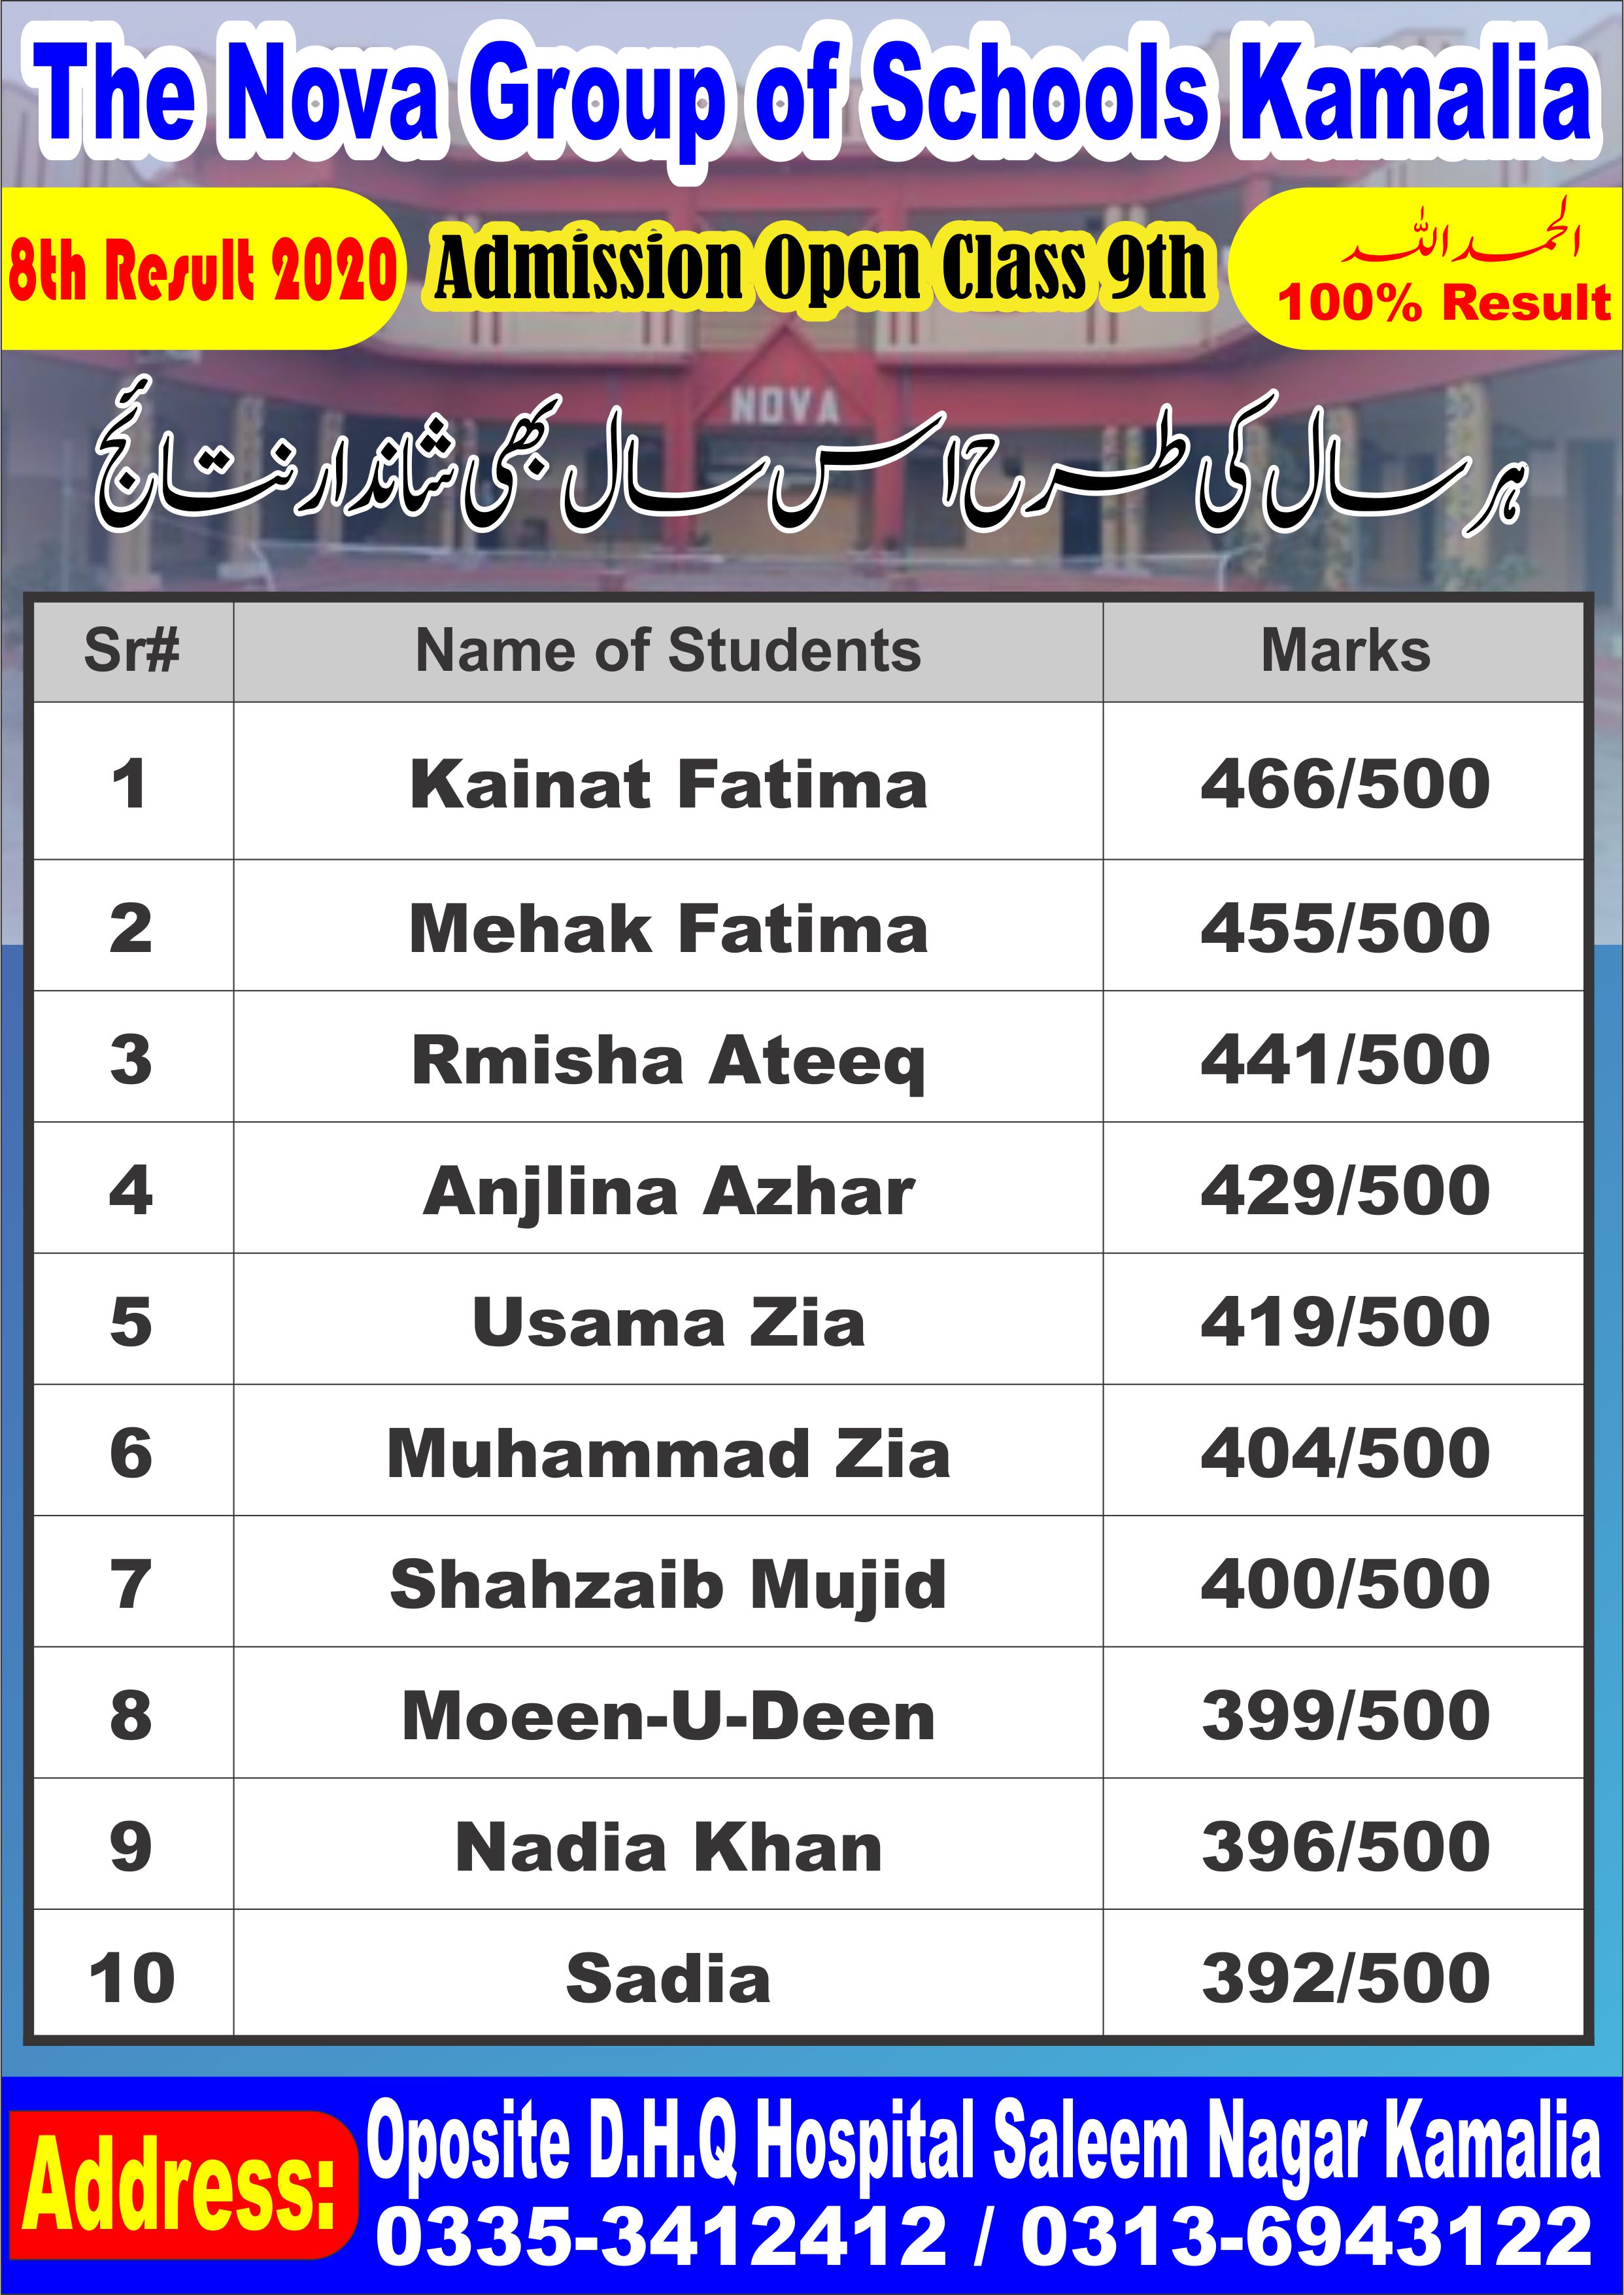 The Nova Group of Schools Kamalia
8th Result 2020
Admission Open Class 9th
الحمد اللہ
100% Result
NOVA
ہر سال کی طرح اس سال بھی شاندار نتائج
Sr# Name of Students Marks
1 Kainat Fatima 466/500
2 Mehak Fatima 455/500
3 Rmisha Ateeq 441/500
4 Anjlina Azhar 429/500
5 Usama Zia 419/500
6 Muhammad Zia 404/500
7 Shahzaib Mujid 400/500
8 Moeen-U-Deen 399/500
9 Nadia Khan 396/500
10 Sadia 392/500
Address:
Oposite D.H.Q Hospital Saleem Nagar Kamalia
0335-3412412 / 0313-6943122